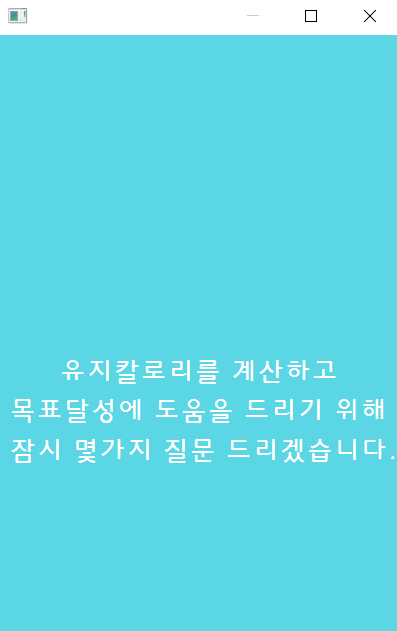 유지칼로리를 계산하고
목표달성에 도움을 드리기 위해
잠시 몇가지 질문 드리겠습니다.